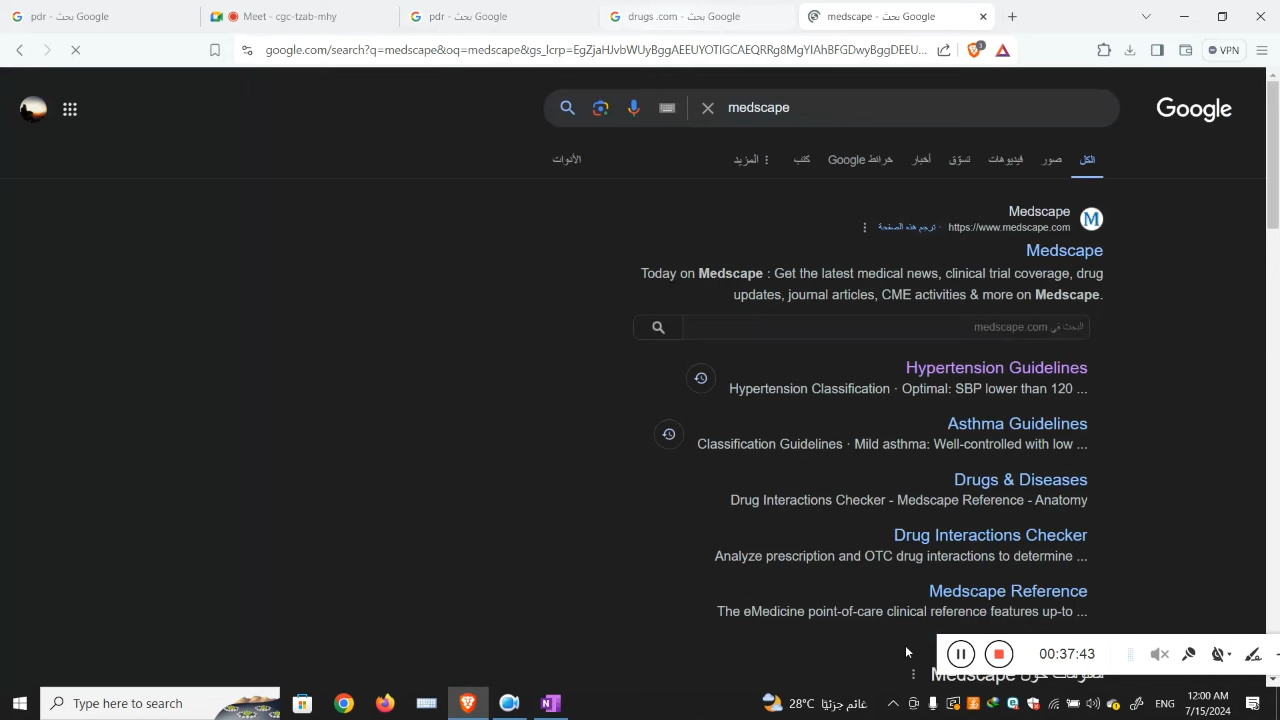 pdr - بحث Google
Meet - cgc-tzab-mhy
pdr - بحث Google
drugs .com - بحث Google
medscape - بحث Google
google.com/search?q=medscape&oq=medscape&gs_lcrp=EgZjaHJvbWUyBggAEEUYOTIGCAEQRRg8MgYIAhBFGDwyBggDEEU...
1
VPN
medscape
Google
الكل
صور
فيديوهات
تسوّق
أخبار
خرائط Google
كتب
المزيد
الأدوات
Medscape
https://www.medscape.com · ترجم هذه الصفحة
Medscape
Today on Medscape : Get the latest medical news, clinical trial coverage, drug
updates, journal articles, CME activities & more on Medscape.
البحث في medscape.com
Hypertension Guidelines
Hypertension Classification · Optimal: SBP lower than 120 ...
Asthma Guidelines
Classification Guidelines · Mild asthma: Well-controlled with low ...
Drugs & Diseases
Drug Interactions Checker - Medscape Reference - Anatomy
Drug Interactions Checker
Analyze prescription and OTC drug interactions to determine ...
Medscape Reference
The eMedicine point-of-care clinical reference features up-to ...
00:37:43
معلومات حول Medscape
Type here to search
28°C غائم جزئيًا
ENG
12:00 AM
7/15/2024